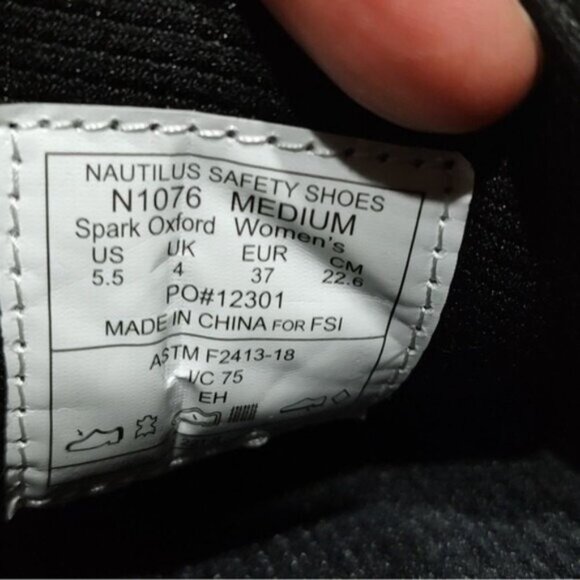 NAUTILUS SAFETY SHOES
N1076 MEDIUM
Spark Oxford Women's
US UK EUR CM
5.5 4 37 22.6
PO#12301
MADE IN CHINA FOR FSI
ASTM F2413-18
I/C 75
EH